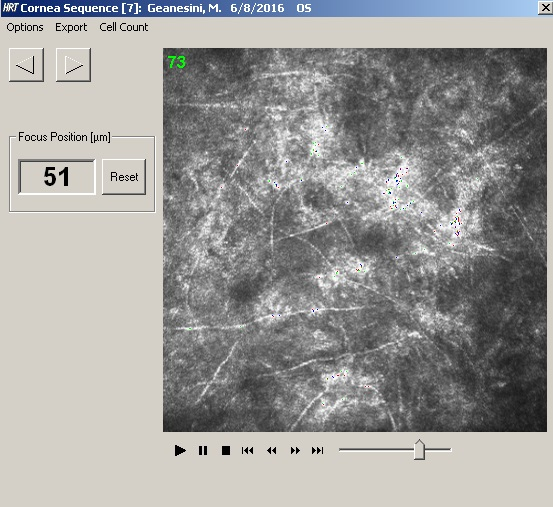 HRT Cornea Sequence [7]: Geanesini, M. 6/8/2016 OS
Options Export Cell Count
73
Focus Position [µm]
51 Reset